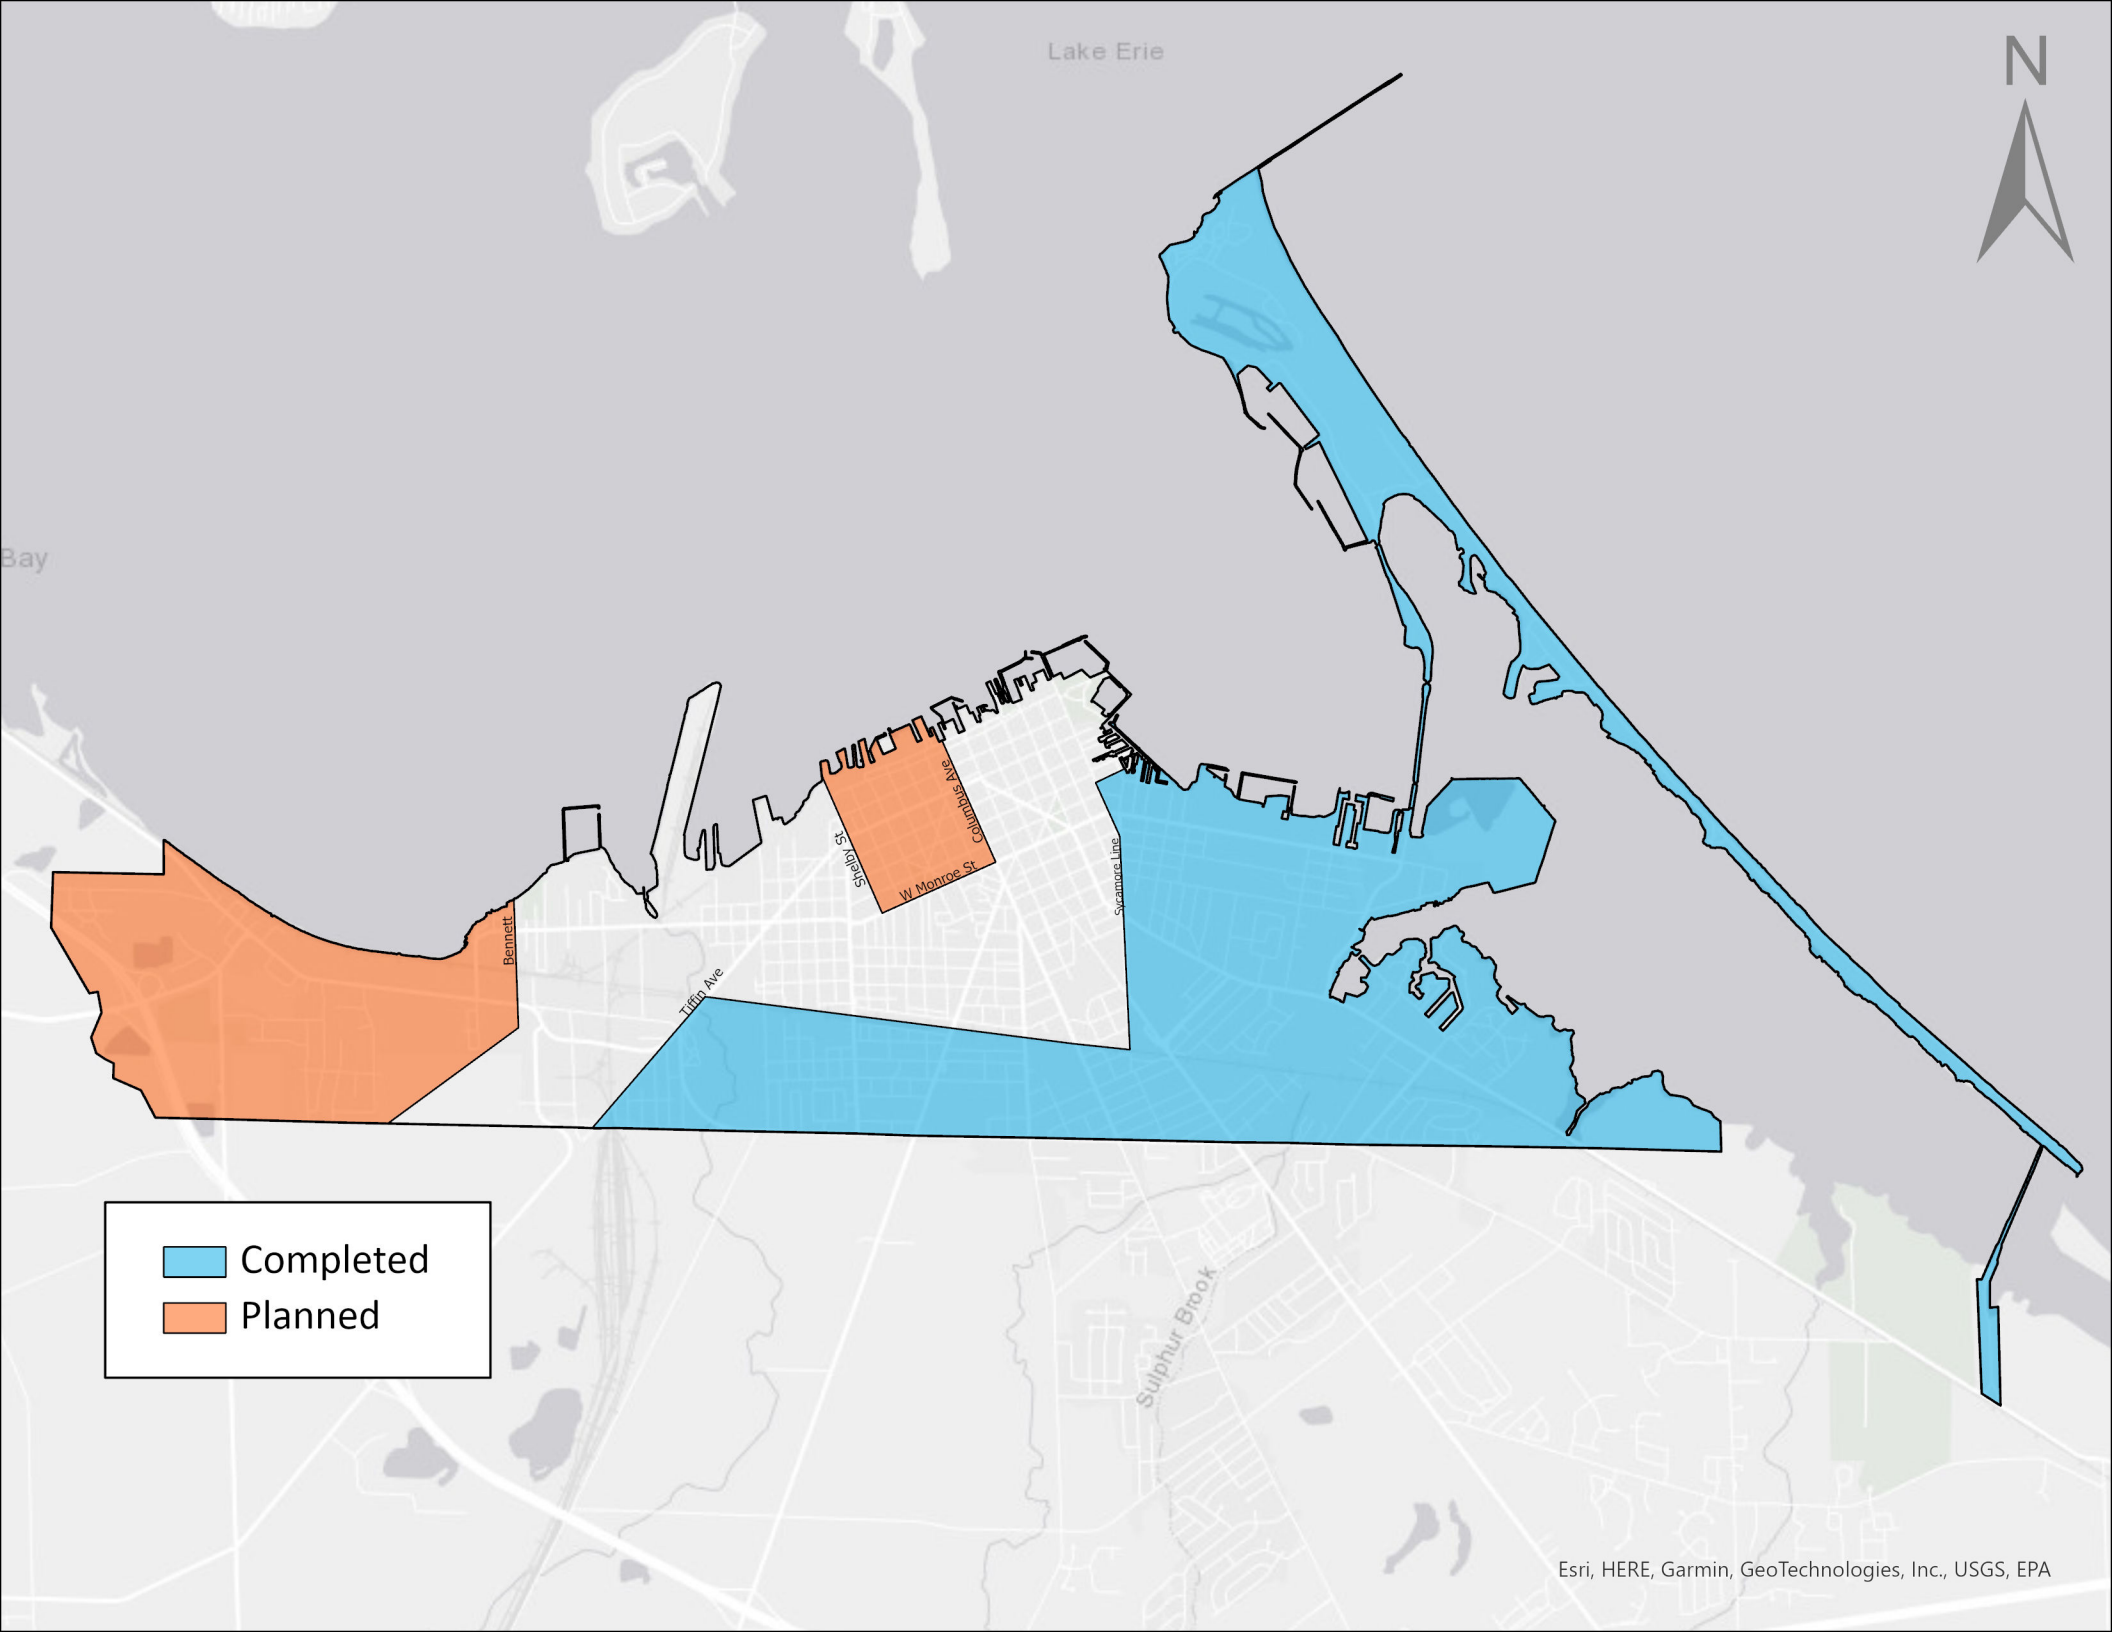 Lake Erie
N
Bay
Columbus Ave
Shelby St
W Monroe St
Sycamore Line
Bennett
Tiffin Ave
Completed
Planned
Sulphur Brook
Esri, HERE, Garmin, GeoTechnologies, Inc., USGS, EPA